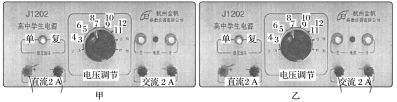 J1202
杭州金帆
高中学生电源
单 复
3 4 5 6 7 8 9 10 11 12
电压调节
直流2 A
交流2 A
甲
J1202
杭州金帆
高中学生电源
单 复
3 4 5 6 7 8 9 10 11 12
电压调节
直流2 A
交流2 A
乙